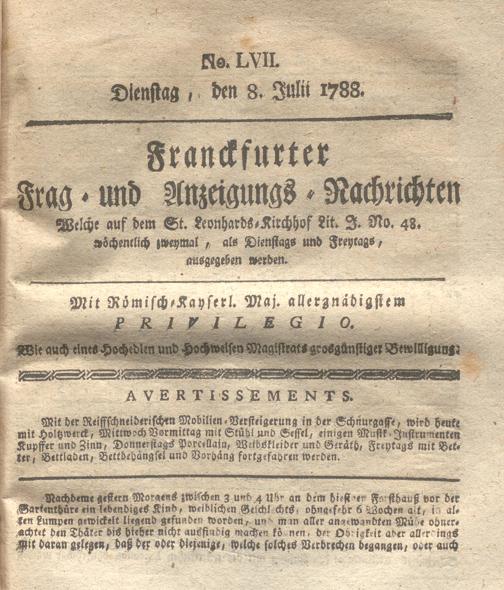 No. LVII.
Dienstag, den 8. Julii 1788.
Franckfurter
Frag- und Anzeigungs-Nachrichten
Welche auf dem St. Leonhards-Kirchhof Lit. J. No. 48.
wöchentlich zweymal, als Dienstags und Freytags,
ausgegeben werden.
Mit Römisch-Kayserl. Maj. allergnädigstem
PRIVILEGIO.
Wie auch eines Hochedlen und Hochweisen Magistrats grosgünstiger Bewilligung.
AVERTISSEMENTS.
Mit der Reiffschneiderischen Mobilien-Versteigerung in der Schnurgasse, wird heute
mit Holzwerck, Mittwoch Vormittag mit Stühl und Sessel, einigen Musik-Instrumenten
Kupffer und Zinn, Donnerstags Porcellain, Weibskleider und Geräth, Freytags mit Bet-
ter, Bettladen, Bettbehängsel und Vorhäng fortgefahren werden.
Nachdeme gestern Morgens zwischen 3 und 4 Uhr an dem hiesigen Forsthauß vor der
Gartenthüre ein lebendiges Kind, weiblichen Geschlechts, ohngefehr 6 Wochen alt, in al-
ten Lumpen gewickelt liegend gefunden worden, und man aller angewandten Mühe ohner-
achtet den Thäter bis hieher nicht ausfindig machen können, der Obrigkeit aber allerdings
mit daran gelegen, daß der oder diejenige, welche solches Verbrechen begangen, oder auch